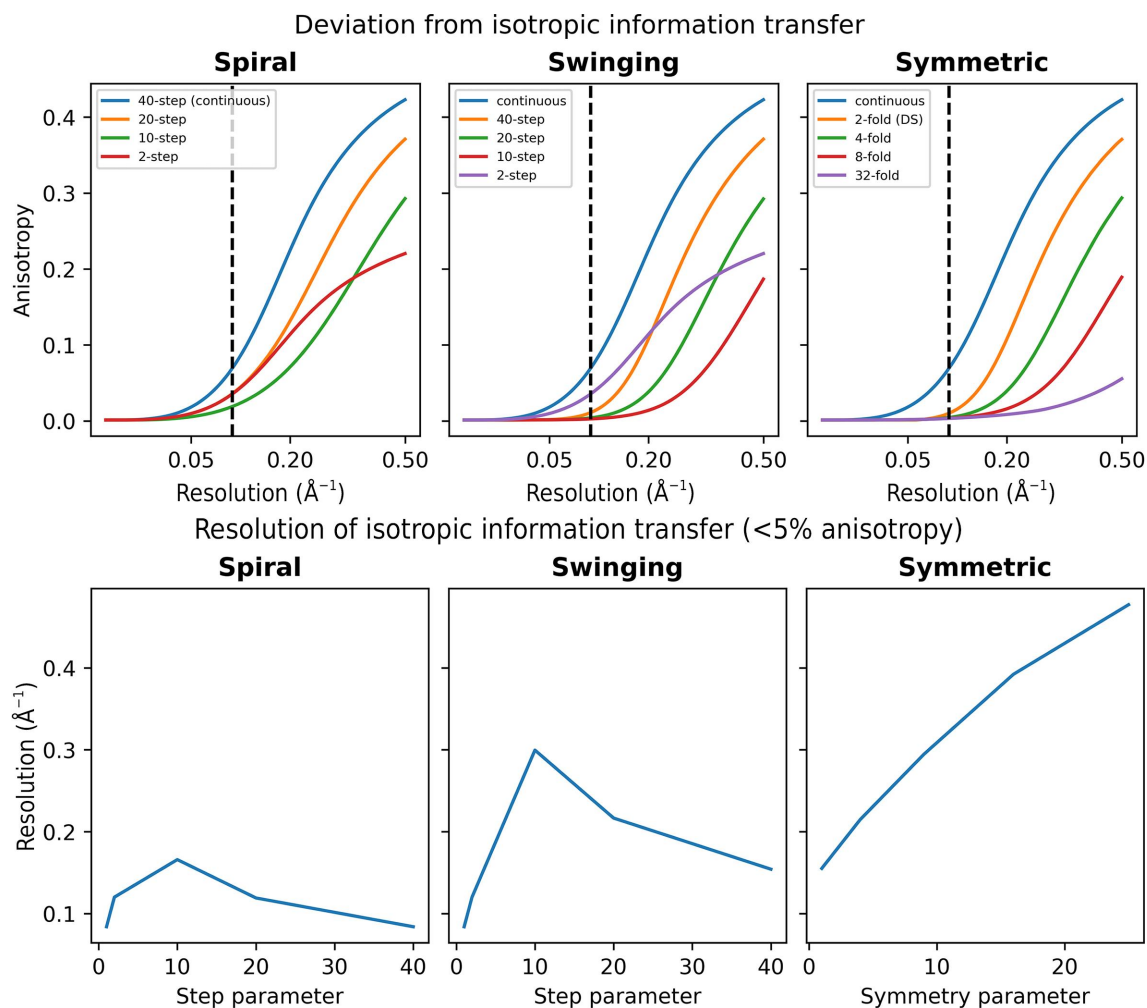 Deviation from isotropic information transfer
Spiral
Swinging
Symmetric
40-step (continuous)
20-step
10-step
2-step
continuous
40-step
20-step
10-step
2-step
continuous
2-fold (DS)
4-fold
8-fold
32-fold
Anisotropy
0.4
0.3
0.2
0.1
0.0
0.05 0.20 0.50
0.05 0.20 0.50
0.05 0.20 0.50
Resolution (Å⁻¹)
Resolution (Å⁻¹)
Resolution (Å⁻¹)
Resolution of isotropic information transfer (<5% anisotropy)
Spiral
Swinging
Symmetric
Resolution (Å⁻¹)
0.4
0.3
0.2
0.1
0 10 20 30 40
0 10 20 30 40
0 10 20
Step parameter
Step parameter
Symmetry parameter